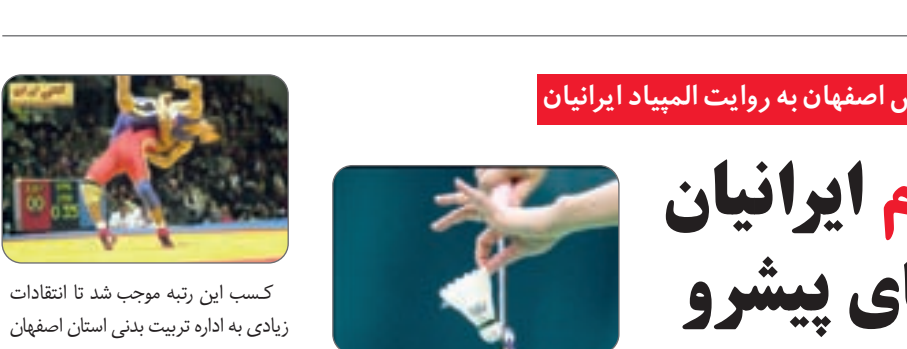 اصفهان به روایت المپیاد ایرانیان
ایرانیان
پیشرو
کسب این رتبه موجب شد تا انتقادات
زیادی به اداره تربیت بدنی استان اصفهان